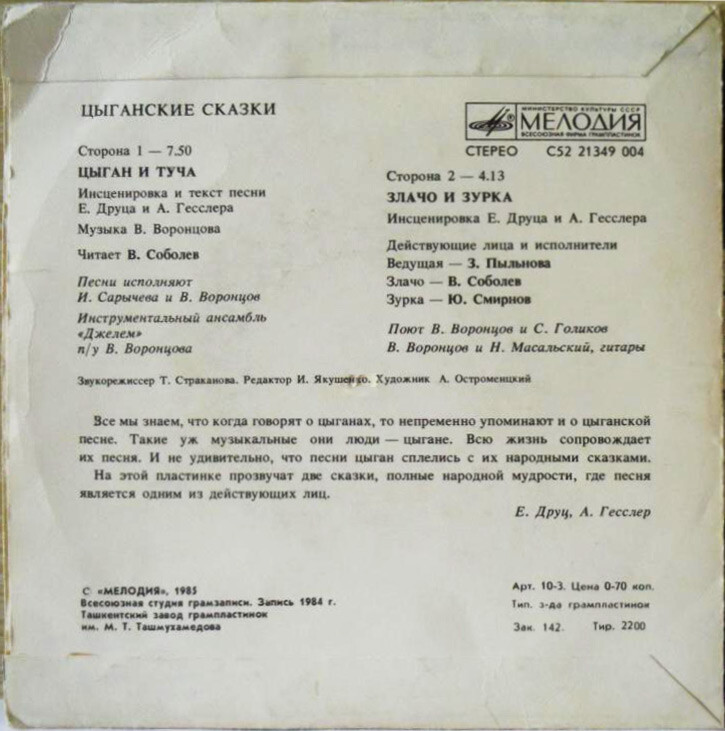 ЦЫГАНСКИЕ СКАЗКИ
МИНИСТЕРСТВО КУЛЬТУРЫ СССР
МЕЛОДИЯ
ВСЕСОЮЗНАЯ ФИРМА ГРАМПЛАСТИНОК
СТЕРЕО С52 21349 004
Сторона 1 — 7.50
ЦЫГАН И ТУЧА
Инсценировка и текст песни
Е. Друца и А. Гесслера
Музыка В. Воронцова
Читает В. Соболев
Песни исполняют
И. Сарычева и В. Воронцов
Инструментальный ансамбль
«Джелем»
п/у В. Воронцова
Сторона 2 — 4.13
ЗЛАЧО И ЗУРКА
Инсценировка Е. Друца и А. Гесслера
Действующие лица и исполнители
Ведущая — З. Пыльнова
Злачо — В. Соболев
Зурка — Ю. Смирнов
Поют В. Воронцов и С. Голиков
В. Воронцов и Н. Масальский, гитары
Звукорежиссер Т. Страканова. Редактор И. Якушенко. Художник А. Остроменцкий
Все мы знаем, что когда говорят о цыганах, то непременно упоминают и о цыганской
песне. Такие уж музыкальные они люди — цыгане. Всю жизнь сопровождает
их песня. И не удивительно, что песни цыган сплелись с их народными сказками.
На этой пластинке прозвучат две сказки, полные народной мудрости, где песня
является одним из действующих лиц.
Е. Друц, А. Гесслер
С «МЕЛОДИЯ», 1985
Всесоюзная студия грамзаписи. Запись 1984 г.
Ташкентский завод грампластинок
им. М. Т. Ташмухамедова
Арт. 10-3. Цена 0-70 коп.
Тип. з-да грампластинок
Зак. 142. Тир. 2200